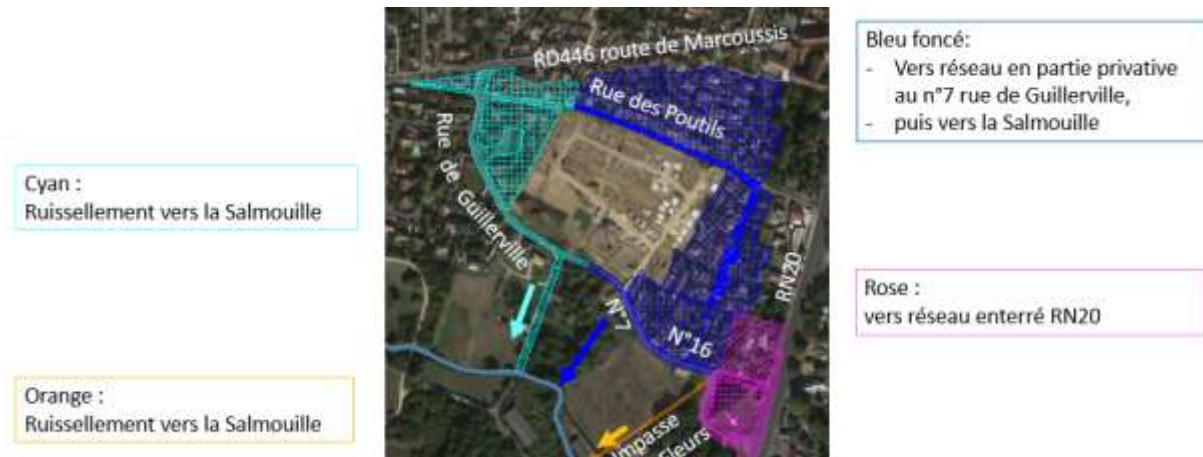 RD446 route de Marcoussis
Rue des Poutils
Rue de Guillerville
RN20
N°7
N°16
Impasse
Fleurs
Cyan :
Ruissellement vers la Salmouille
Orange :
Ruissellement vers la Salmouille
Bleu foncé:
- Vers réseau en partie privative
au n°7 rue de Guillerville,
- puis vers la Salmouille
Rose :
vers réseau enterré RN20